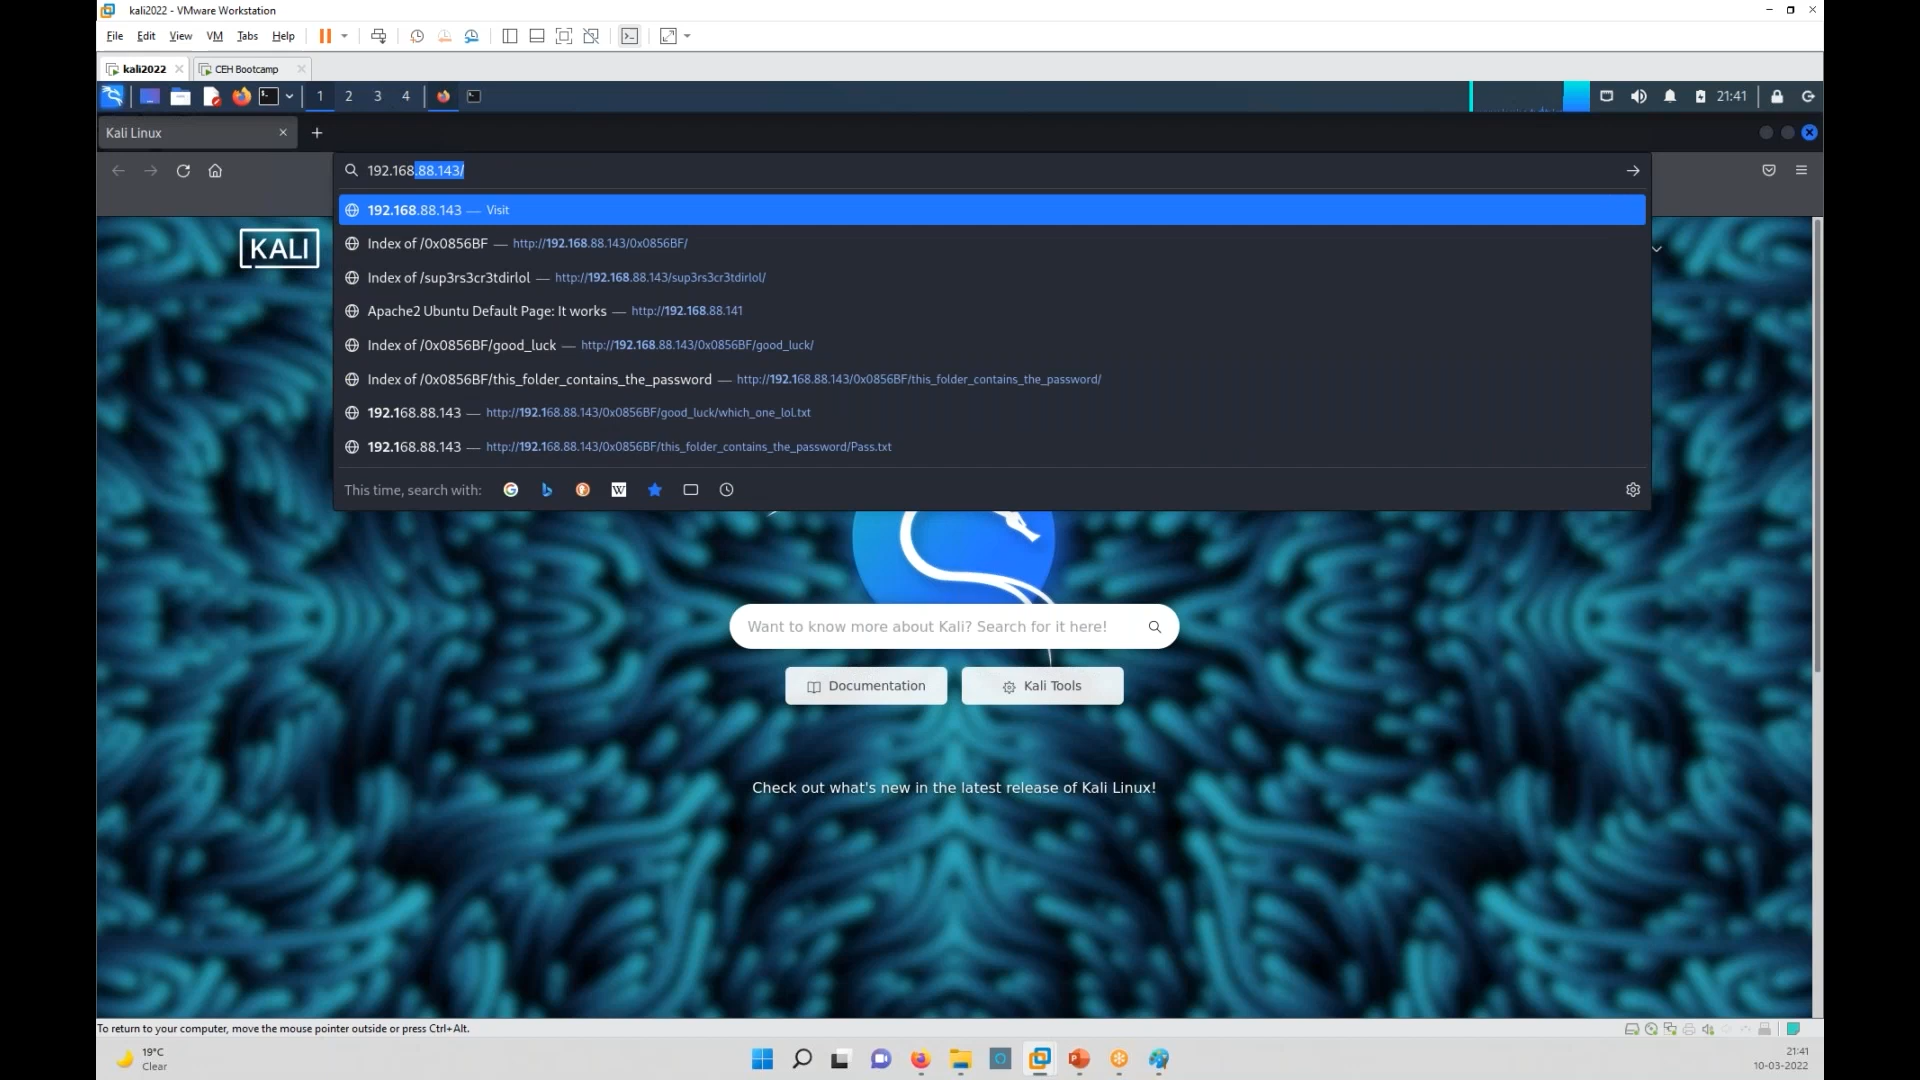 kali2022 - VMware Workstation
File Edit View VM Tabs Help
kali2022 CEH Bootcamp
1 2 3 4 21:41
Kali Linux
192.168.88.143/
192.168.88.143 — Visit
Index of /0x0856BF — http://192.168.88.143/0x0856BF/
Index of /sup3rs3cr3tdirlol — http://192.168.88.143/sup3rs3cr3tdirlol/
Apache2 Ubuntu Default Page: It works — http://192.168.88.141
Index of /0x0856BF/good_luck — http://192.168.88.143/0x0856BF/good_luck/
Index of /0x0856BF/this_folder_contains_the_password — http://192.168.88.143/0x0856BF/this_folder_contains_the_password/
192.168.88.143 — http://192.168.88.143/0x0856BF/good_luck/which_one_lol.txt
192.168.88.143 — http://192.168.88.143/0x0856BF/this_folder_contains_the_password/Pass.txt
This time, search with:
KALI
Want to know more about Kali? Search for it here!
Documentation Kali Tools
Check out what's new in the latest release of Kali Linux!
To return to your computer, move the mouse pointer outside or press Ctrl+Alt.
19°C
Clear
21:41
10-03-2022